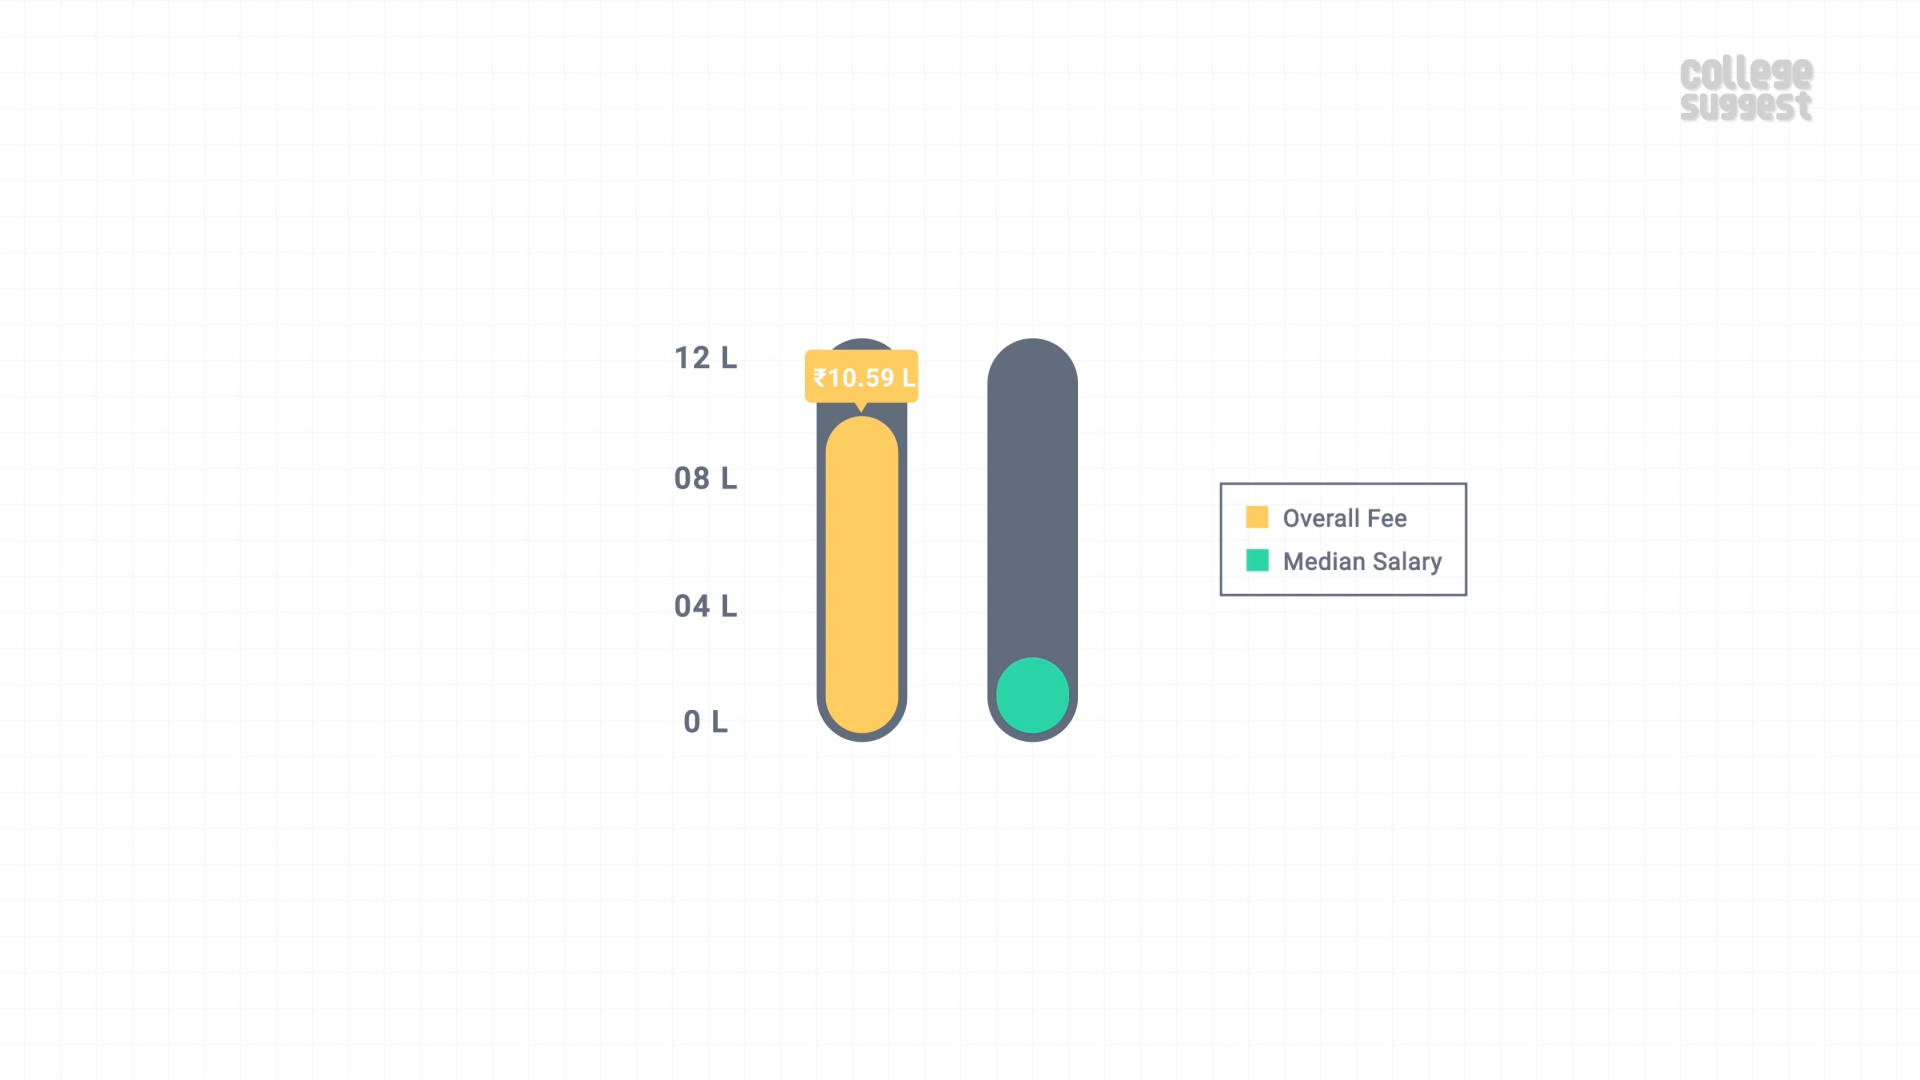 college
suggest
12 L
₹10.59 L
08 L
04 L
0 L
Overall Fee
Median Salary